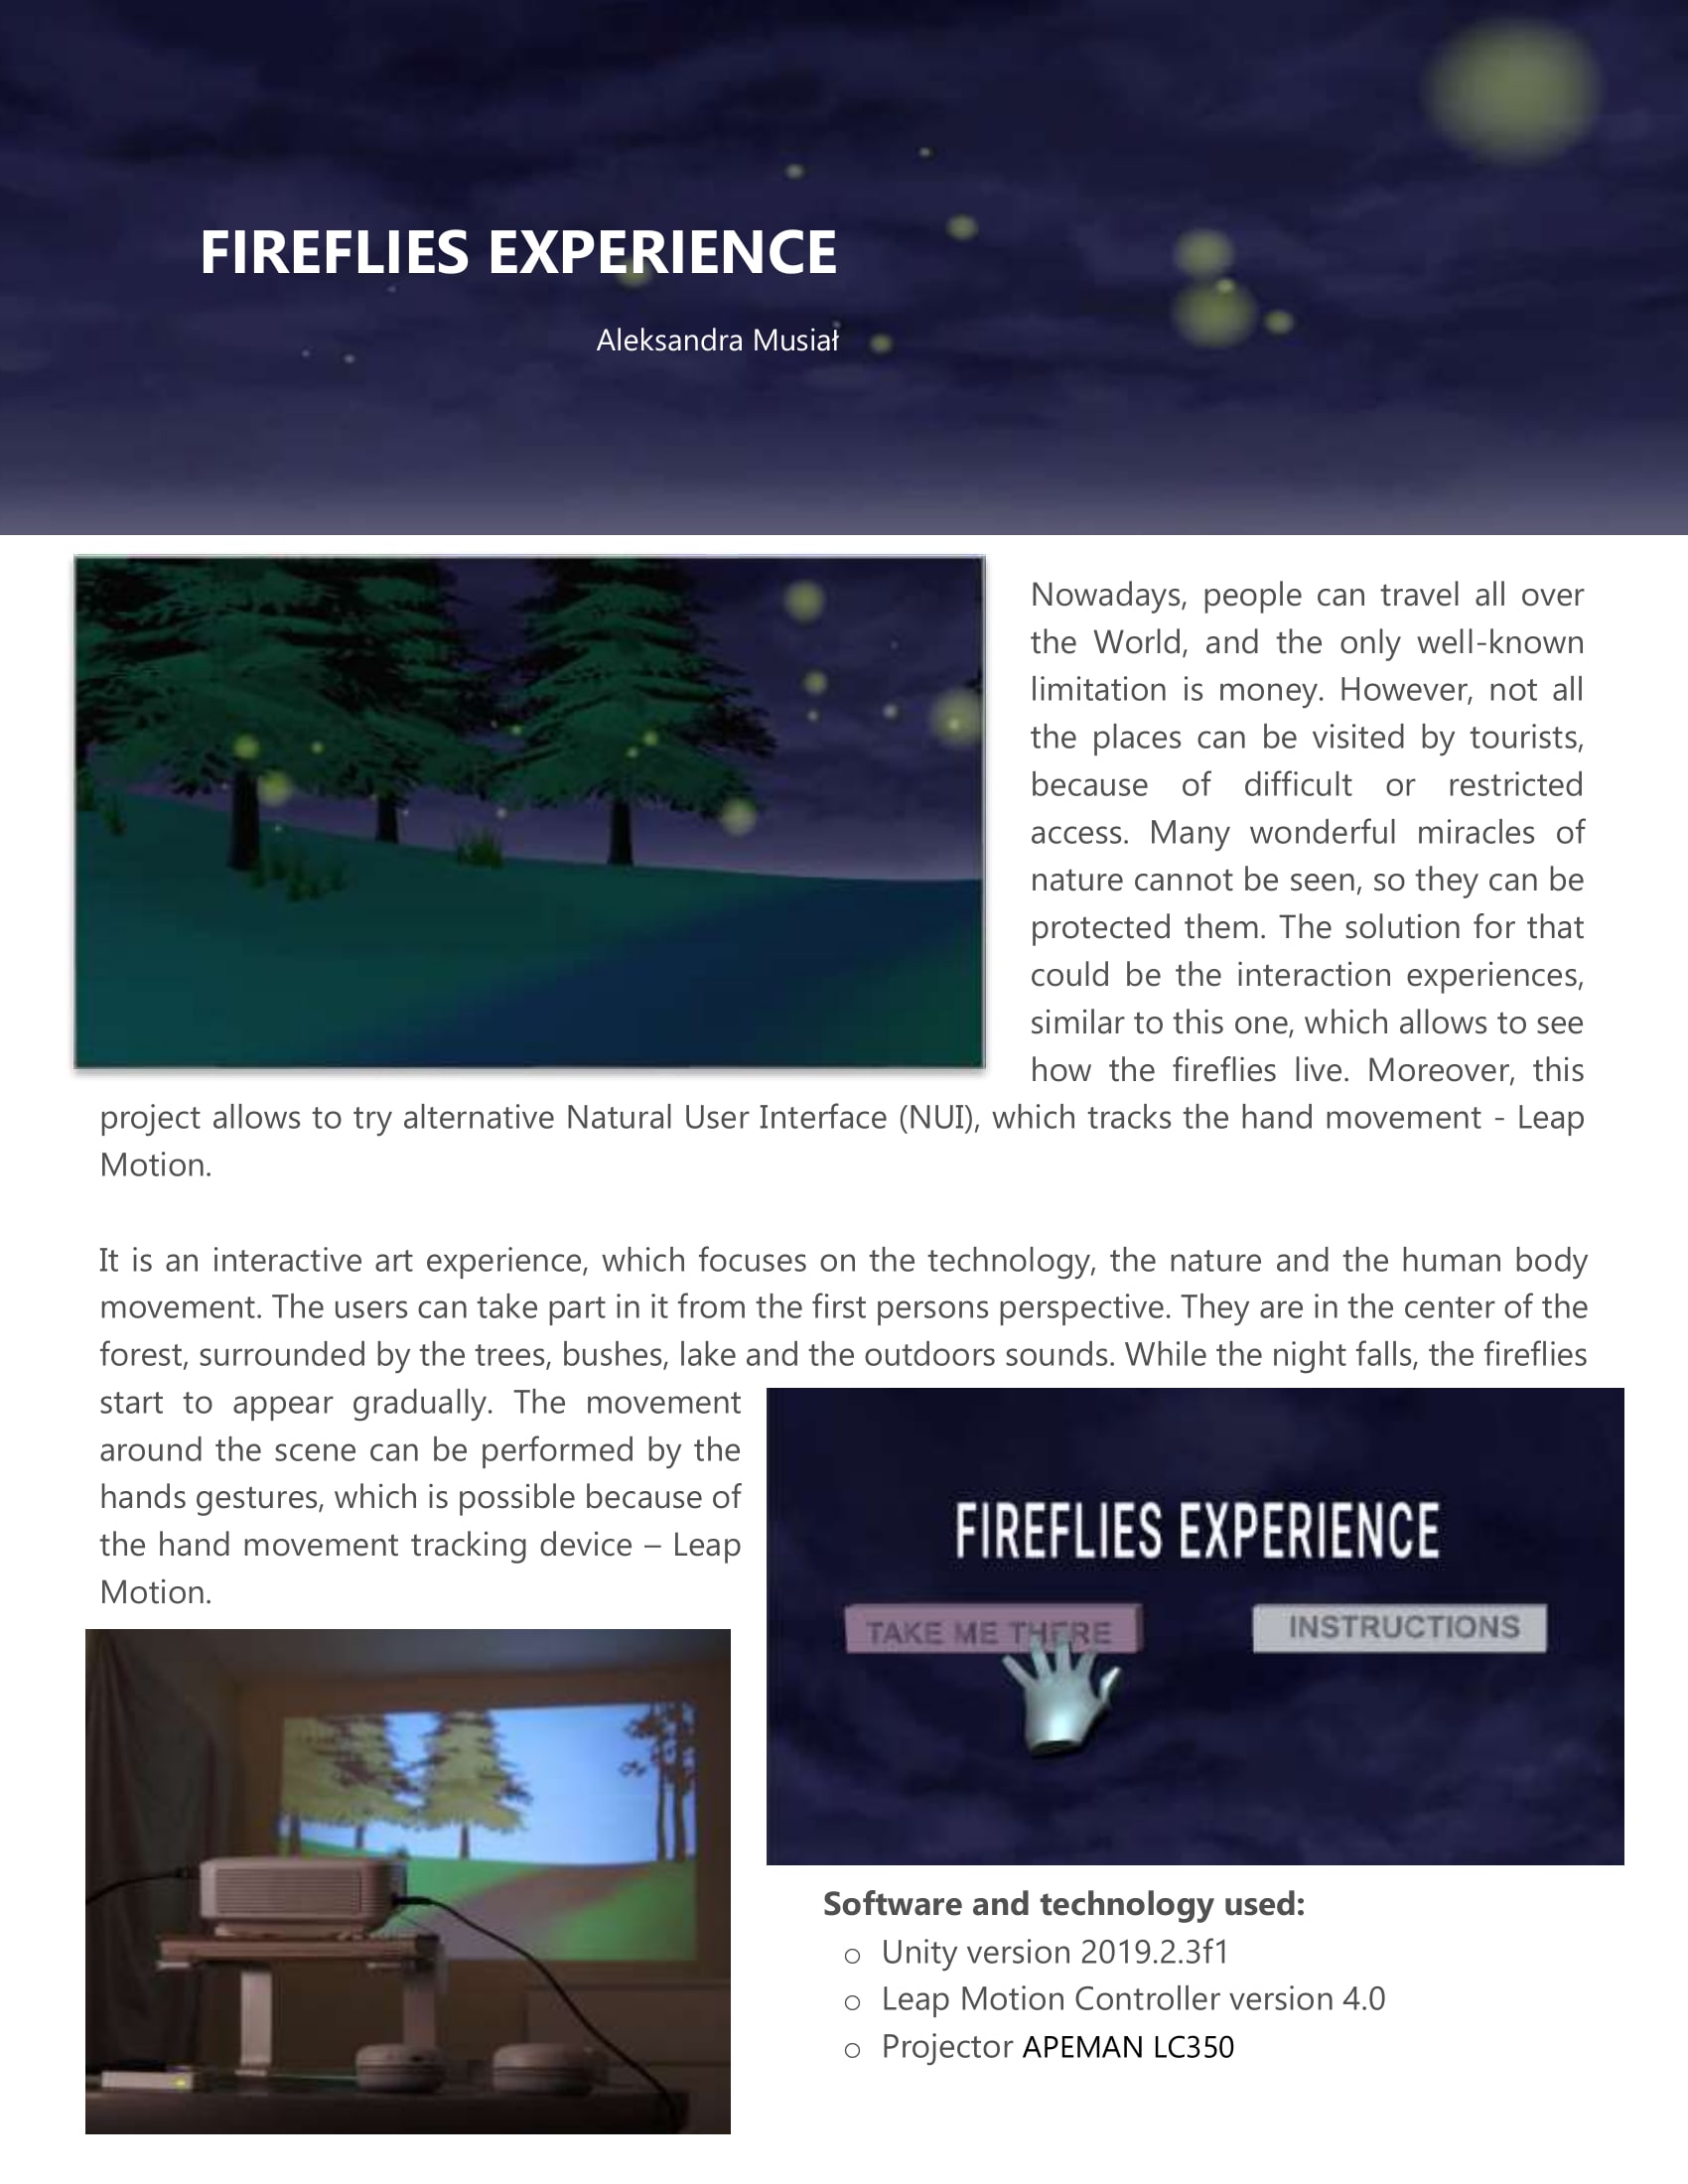 FIREFLIES EXPERIENCE
Aleksandra Musiał
Nowadays, people can travel all over
the World, and the only well-known
limitation is money. However, not all
the places can be visited by tourists,
because of difficult or restricted
access. Many wonderful miracles of
nature cannot be seen, so they can be
protected them. The solution for that
could be the interaction experiences,
similar to this one, which allows to see
how the fireflies live. Moreover, this
project allows to try alternative Natural User Interface (NUI), which tracks the hand movement - Leap
Motion.
It is an interactive art experience, which focuses on the technology, the nature and the human body
movement. The users can take part in it from the first persons perspective. They are in the center of the
forest, surrounded by the trees, bushes, lake and the outdoors sounds. While the night falls, the fireflies
start to appear gradually. The movement
around the scene can be performed by the
hands gestures, which is possible because of
the hand movement tracking device – Leap
Motion.
FIREFLIES EXPERIENCE
TAKE ME THERE
INSTRUCTIONS
Software and technology used:
o Unity version 2019.2.3f1
o Leap Motion Controller version 4.0
o Projector APEMAN LC350